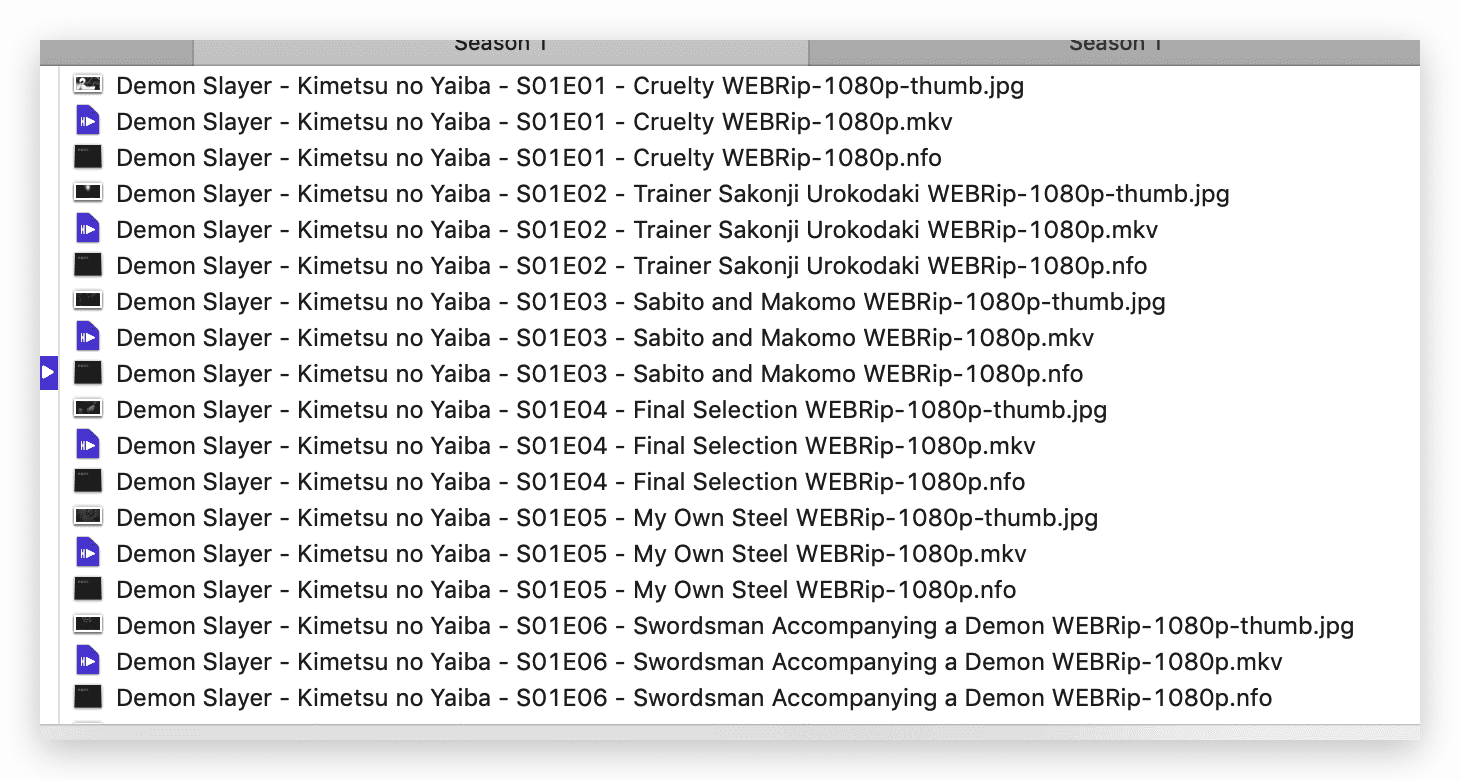 Season 1 Season 1
Demon Slayer - Kimetsu no Yaiba - S01E01 - Cruelty WEBRip-1080p-thumb.jpg
Demon Slayer - Kimetsu no Yaiba - S01E01 - Cruelty WEBRip-1080p.mkv
Demon Slayer - Kimetsu no Yaiba - S01E01 - Cruelty WEBRip-1080p.nfo
Demon Slayer - Kimetsu no Yaiba - S01E02 - Trainer Sakonji Urokodaki WEBRip-1080p-thumb.jpg
Demon Slayer - Kimetsu no Yaiba - S01E02 - Trainer Sakonji Urokodaki WEBRip-1080p.mkv
Demon Slayer - Kimetsu no Yaiba - S01E02 - Trainer Sakonji Urokodaki WEBRip-1080p.nfo
Demon Slayer - Kimetsu no Yaiba - S01E03 - Sabito and Makomo WEBRip-1080p-thumb.jpg
Demon Slayer - Kimetsu no Yaiba - S01E03 - Sabito and Makomo WEBRip-1080p.mkv
Demon Slayer - Kimetsu no Yaiba - S01E03 - Sabito and Makomo WEBRip-1080p.nfo
Demon Slayer - Kimetsu no Yaiba - S01E04 - Final Selection WEBRip-1080p-thumb.jpg
Demon Slayer - Kimetsu no Yaiba - S01E04 - Final Selection WEBRip-1080p.mkv
Demon Slayer - Kimetsu no Yaiba - S01E04 - Final Selection WEBRip-1080p.nfo
Demon Slayer - Kimetsu no Yaiba - S01E05 - My Own Steel WEBRip-1080p-thumb.jpg
Demon Slayer - Kimetsu no Yaiba - S01E05 - My Own Steel WEBRip-1080p.mkv
Demon Slayer - Kimetsu no Yaiba - S01E05 - My Own Steel WEBRip-1080p.nfo
Demon Slayer - Kimetsu no Yaiba - S01E06 - Swordsman Accompanying a Demon WEBRip-1080p-thumb.jpg
Demon Slayer - Kimetsu no Yaiba - S01E06 - Swordsman Accompanying a Demon WEBRip-1080p.mkv
Demon Slayer - Kimetsu no Yaiba - S01E06 - Swordsman Accompanying a Demon WEBRip-1080p.nfo